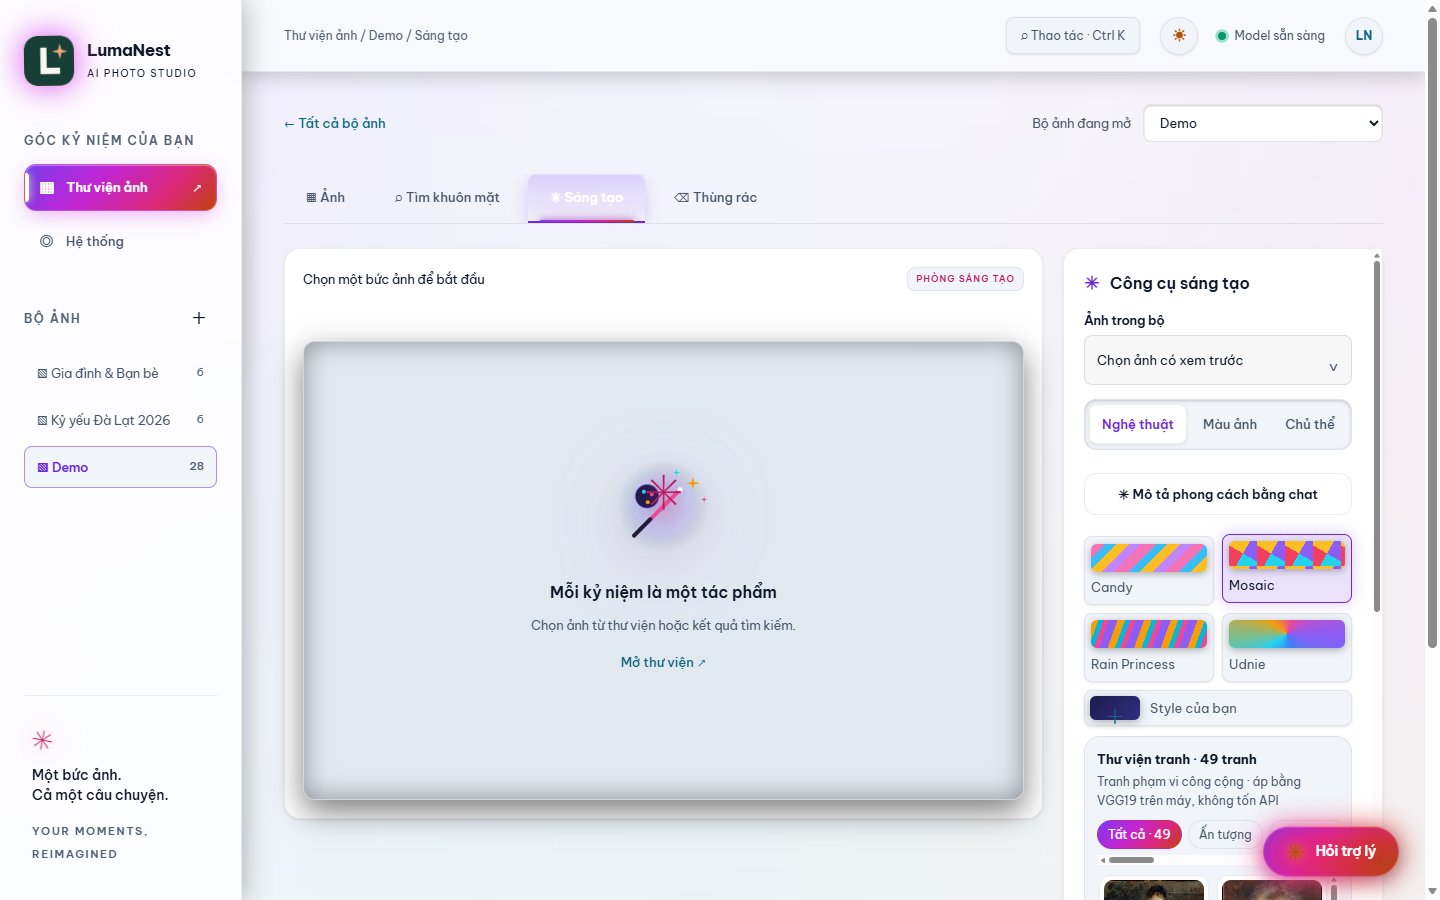 LumaNest
AI PHOTO STUDIO
GÓC KỶ NIỆM CỦA BẠN
Thư viện ảnh
Hệ thống
BỘ ẢNH
Gia đình & Bạn bè 6
Kỷ yếu Đà Lạt 2026 6
Demo 28
Một bức ảnh.
Cả một câu chuyện.
YOUR MOMENTS,
REIMAGINED
Thư viện ảnh / Demo / Sáng tạo
Thao tác · Ctrl K
Model sẵn sàng
LN
← Tất cả bộ ảnh
Bộ ảnh đang mở
Demo
Ảnh
Tìm khuôn mặt
Sáng tạo
Thùng rác
Chọn một bức ảnh để bắt đầu
PHÒNG SÁNG TẠO
Mỗi kỷ niệm là một tác phẩm
Chọn ảnh từ thư viện hoặc kết quả tìm kiếm.
Mở thư viện ↗
Công cụ sáng tạo
Ảnh trong bộ
Chọn ảnh có xem trước
Nghệ thuật
Màu ảnh
Chủ thể
Mô tả phong cách bằng chat
Candy
Mosaic
Rain Princess
Udnie
Style của bạn
Thư viện tranh · 49 tranh
Tranh phạm vi công cộng · áp bằng
VGG19 trên máy, không tốn API
Tất cả · 49
Ấn tượng
Hỏi trợ lý